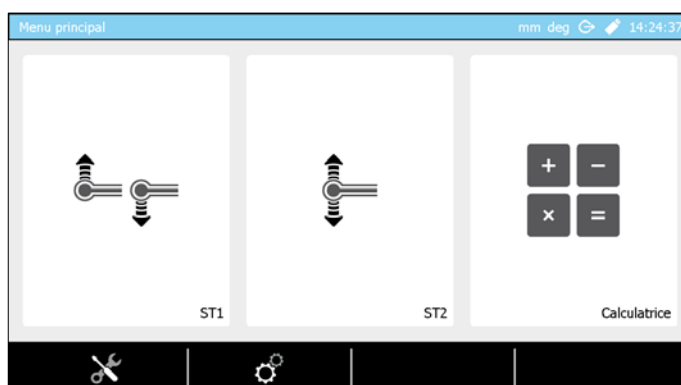 Menu principal
mm deg 14:24:37
ST1
ST2
Calculatrice